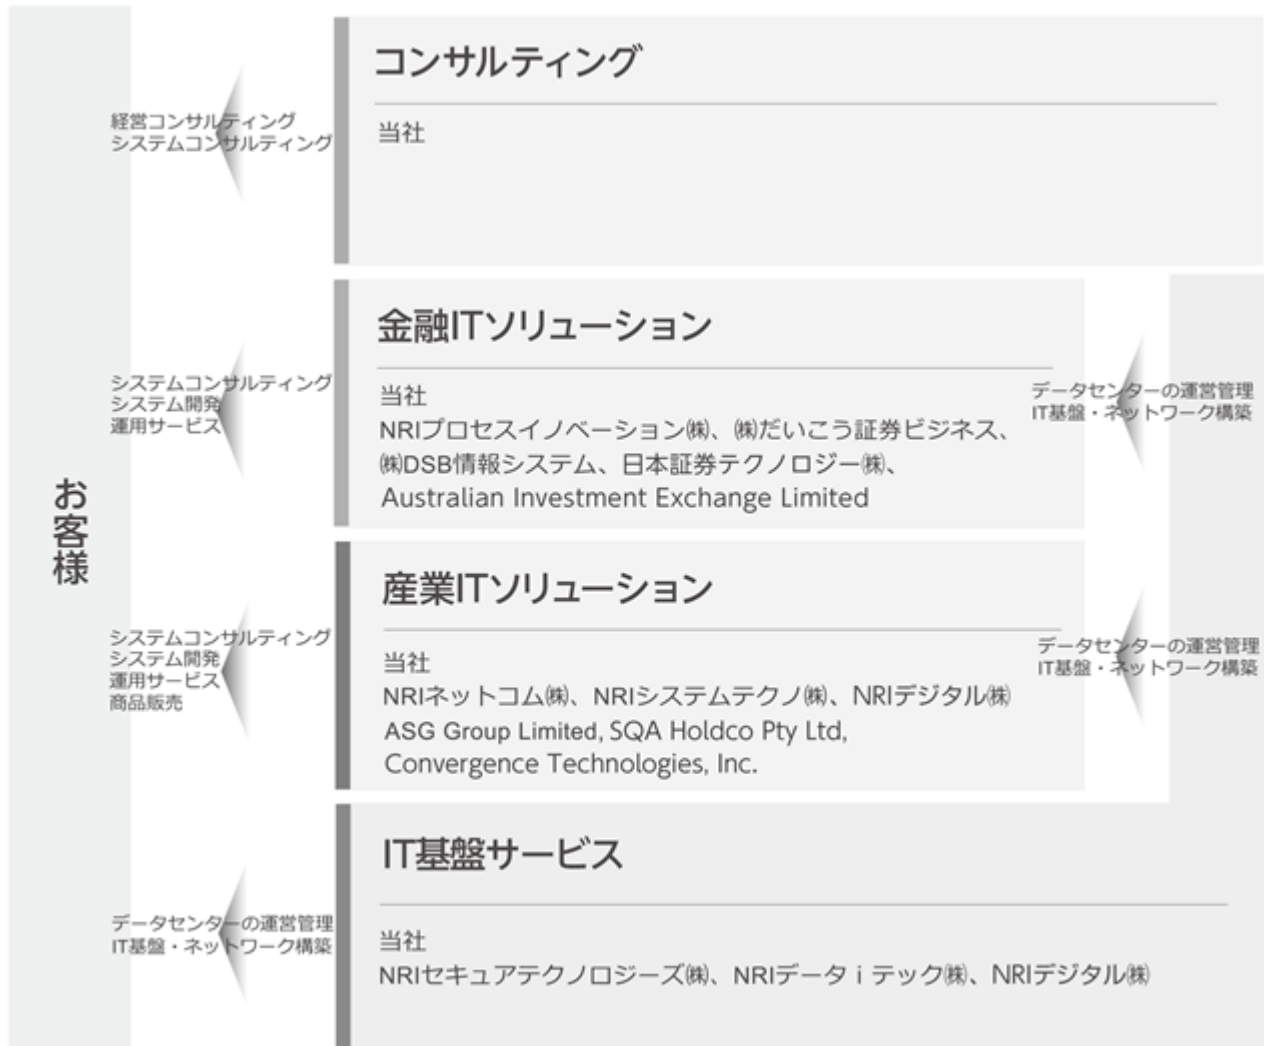 お客様
コンサルティング
経営コンサルティング
システムコンサルティング
当社
金融ITソリューション
システムコンサルティング
システム開発
運用サービス
当社
NRIプロセスイノベーション㈱、㈱だいこう証券ビジネス、
㈱DSB情報システム、日本証券テクノロジー㈱、
Australian Investment Exchange Limited
データセンターの運営管理
IT基盤・ネットワーク構築
産業ITソリューション
システムコンサルティング
システム開発
運用サービス
商品販売
当社
NRIネットコム㈱、NRIシステムテクノ㈱、NRIデジタル㈱
ASG Group Limited, SQA Holdco Pty Ltd,
Convergence Technologies, Inc.
データセンターの運営管理
IT基盤・ネットワーク構築
IT基盤サービス
データセンターの運営管理
IT基盤・ネットワーク構築
当社
NRIセキュアテクノロジーズ㈱、NRIデータ i テック㈱、NRIデジタル㈱